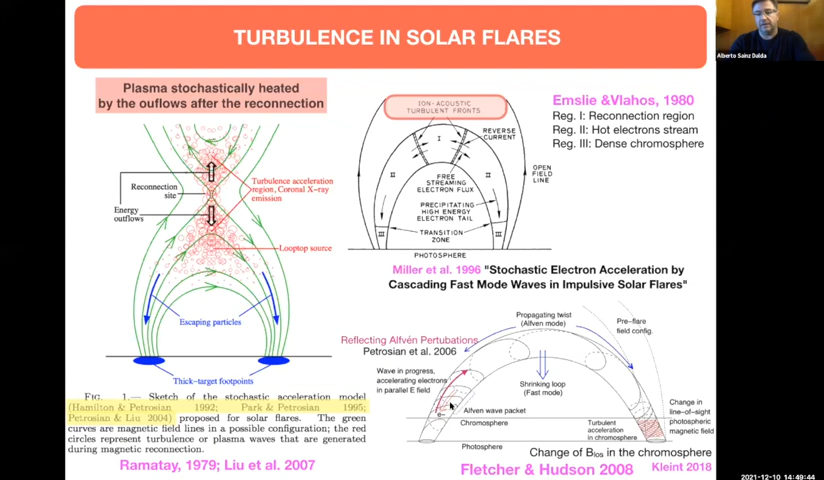 TURBULENCE IN SOLAR FLARES
Alberto Sainz Dalda
Plasma stochastically heated
by the ouflows after the reconnection
Reconnection
site
Energy
outflows
Turbulence acceleration
region, Coronal X-ray
emission
Looptop source
Escaping particles
Thick-target footpoints
FIG. 1.— Sketch of the stochastic acceleration model
(Hamilton & Petrosian 1992; Park & Petrosian 1995;
Petrosian & Liu 2004) proposed for solar flares. The green
curves are magnetic field lines in a possible configuration; the red
circles represent turbulence or plasma waves that are generated
during magnetic reconnection.
Ramatay, 1979; Liu et al. 2007
ION-ACOUSTIC
TURBULENT FRONTS
REVERSE
CURRENT
I
II
II
FREE
STREAMING
ELECTRON FLUX
OPEN
FIELD
LINE
PRECIPITATING
HIGH ENERGY
ELECTRON TAIL
III
III
TRANSITION
ZONE
PHOTOSPHERE
Emslie &Vlahos, 1980
Reg. I: Reconnection region
Reg. II: Hot electrons stream
Reg. III: Dense chromosphere
Miller et al. 1996 "Stochastic Electron Acceleration by
Cascading Fast Mode Waves in Impulsive Solar Flares"
Reflecting Alfvén Pertubations
Petrosian et al. 2006
Propagating twist
(Alfven mode)
Pre-flare
field config.
Wave in progress,
accelerating electrons
in parallel E field
Shrinking loop
(Fast mode)
e-
Alfven wave packet
Chromosphere
Photosphere
Turbulent
acceleration
in chromosphere
Change in
line-of-sight
photospheric
magnetic field
Change of Blos in the chromosphere
Fletcher & Hudson 2008
Kleint 2018
2021-12-10 14:49:44